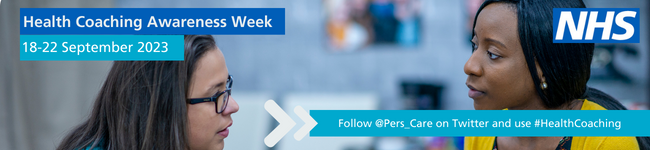 Health Coaching Awareness Week
18-22 September 2023
NHS
Follow @Pers_Care on Twitter and use #HealthCoaching